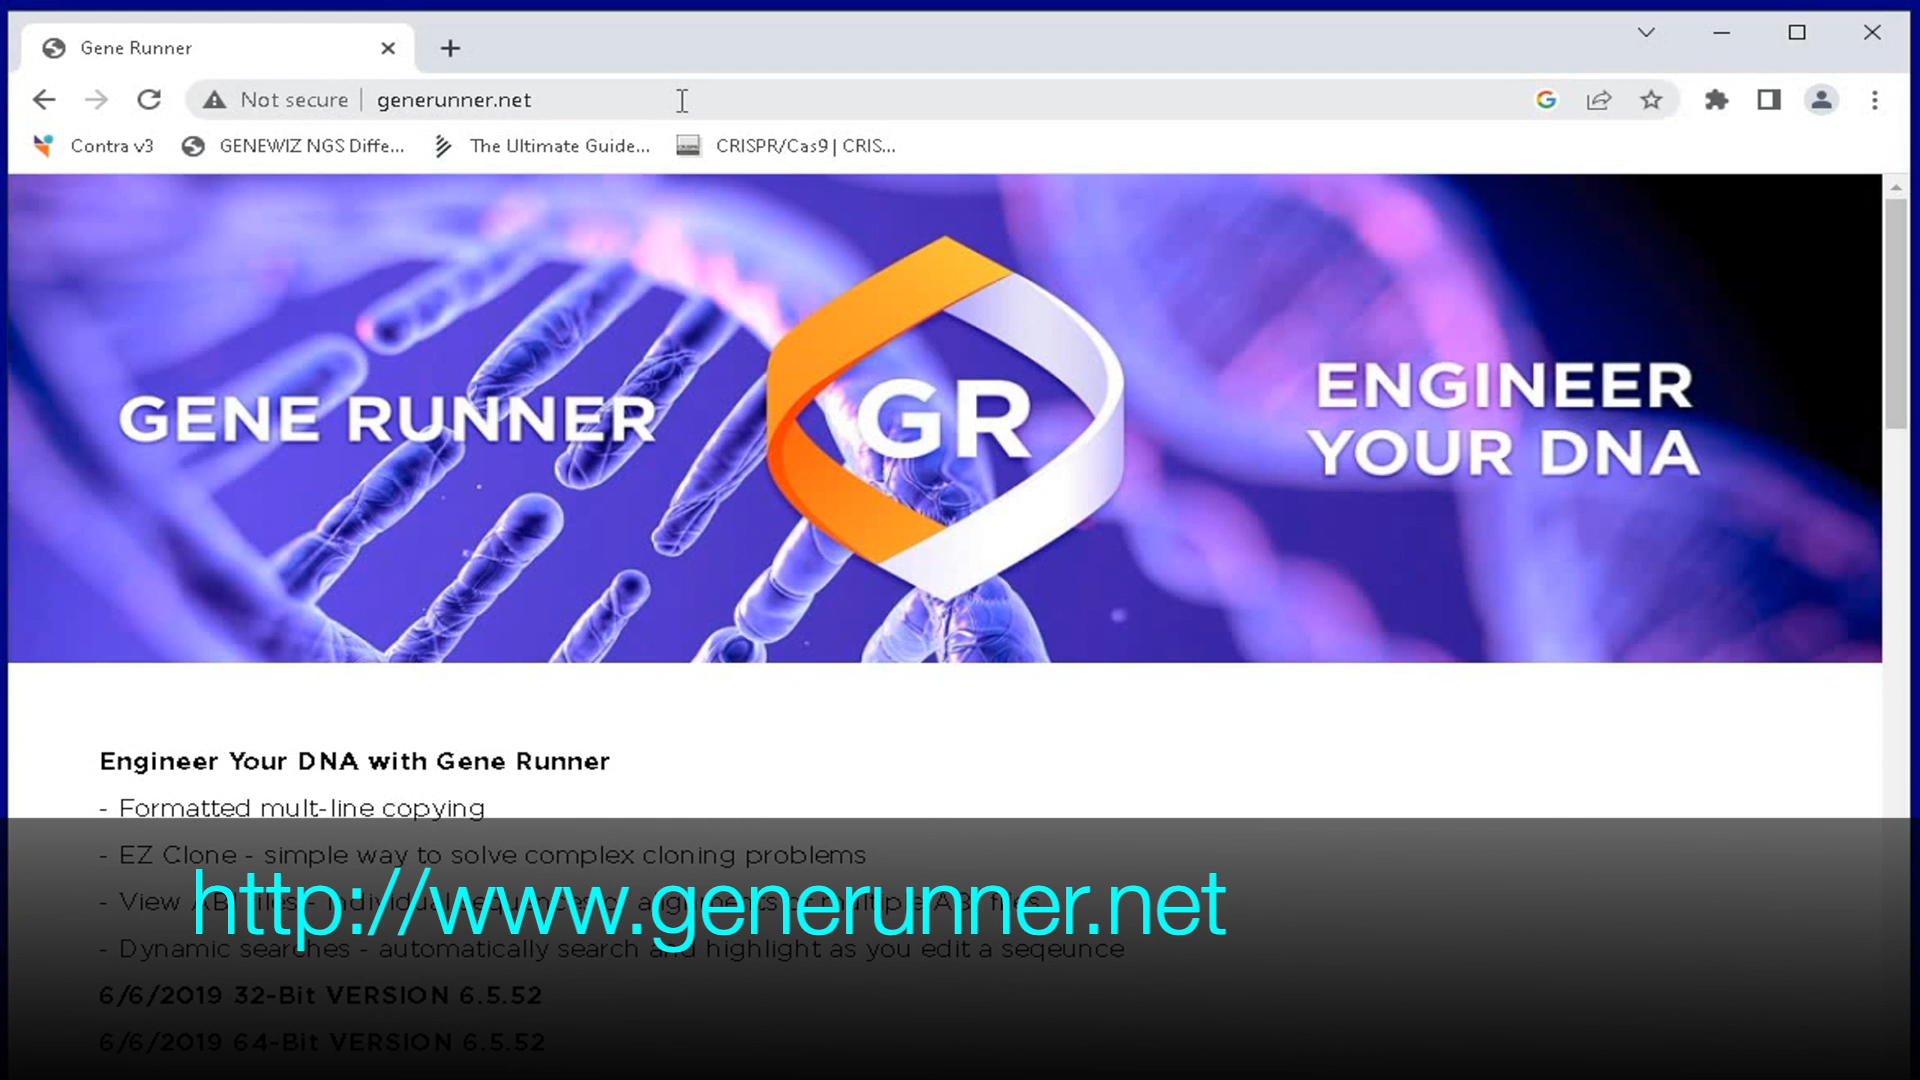 Gene Runner
Not secure
generunner.net
Contra v3
GENEWIZ NGS Diffe...
The Ultimate Guide...
CRISPR/Cas9 | CRIS...
GENE RUNNER
GR
ENGINEER
YOUR DNA
Engineer Your DNA with Gene Runner
- Formatted mult-line copying
- EZ Clone - simple way to solve complex cloning problems
- View ABI files - individual sequences or alignments of multiple ABI files
http://www.generunner.net
- Dynamic searches - automatically search and highlight as you edit a seqeunce
6/6/2019 32-Bit VERSION 6.5.52
6/6/2019 64-Bit VERSION 6.5.52